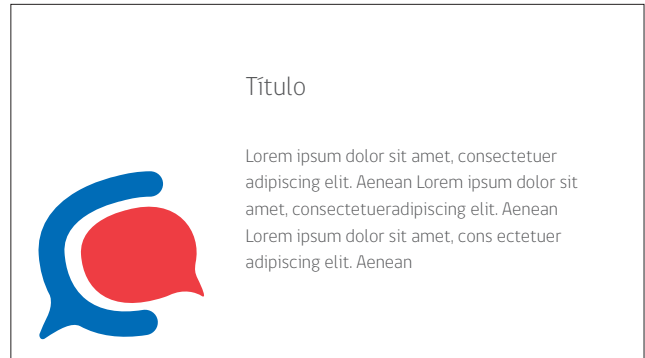 Título
Lorem ipsum dolor sit amet, consectetuer
adipiscing elit. Aenean Lorem ipsum dolor sit
amet, consectetueradipiscing elit. Aenean
Lorem ipsum dolor sit amet, cons ectetuer
adipiscing elit. Aenean